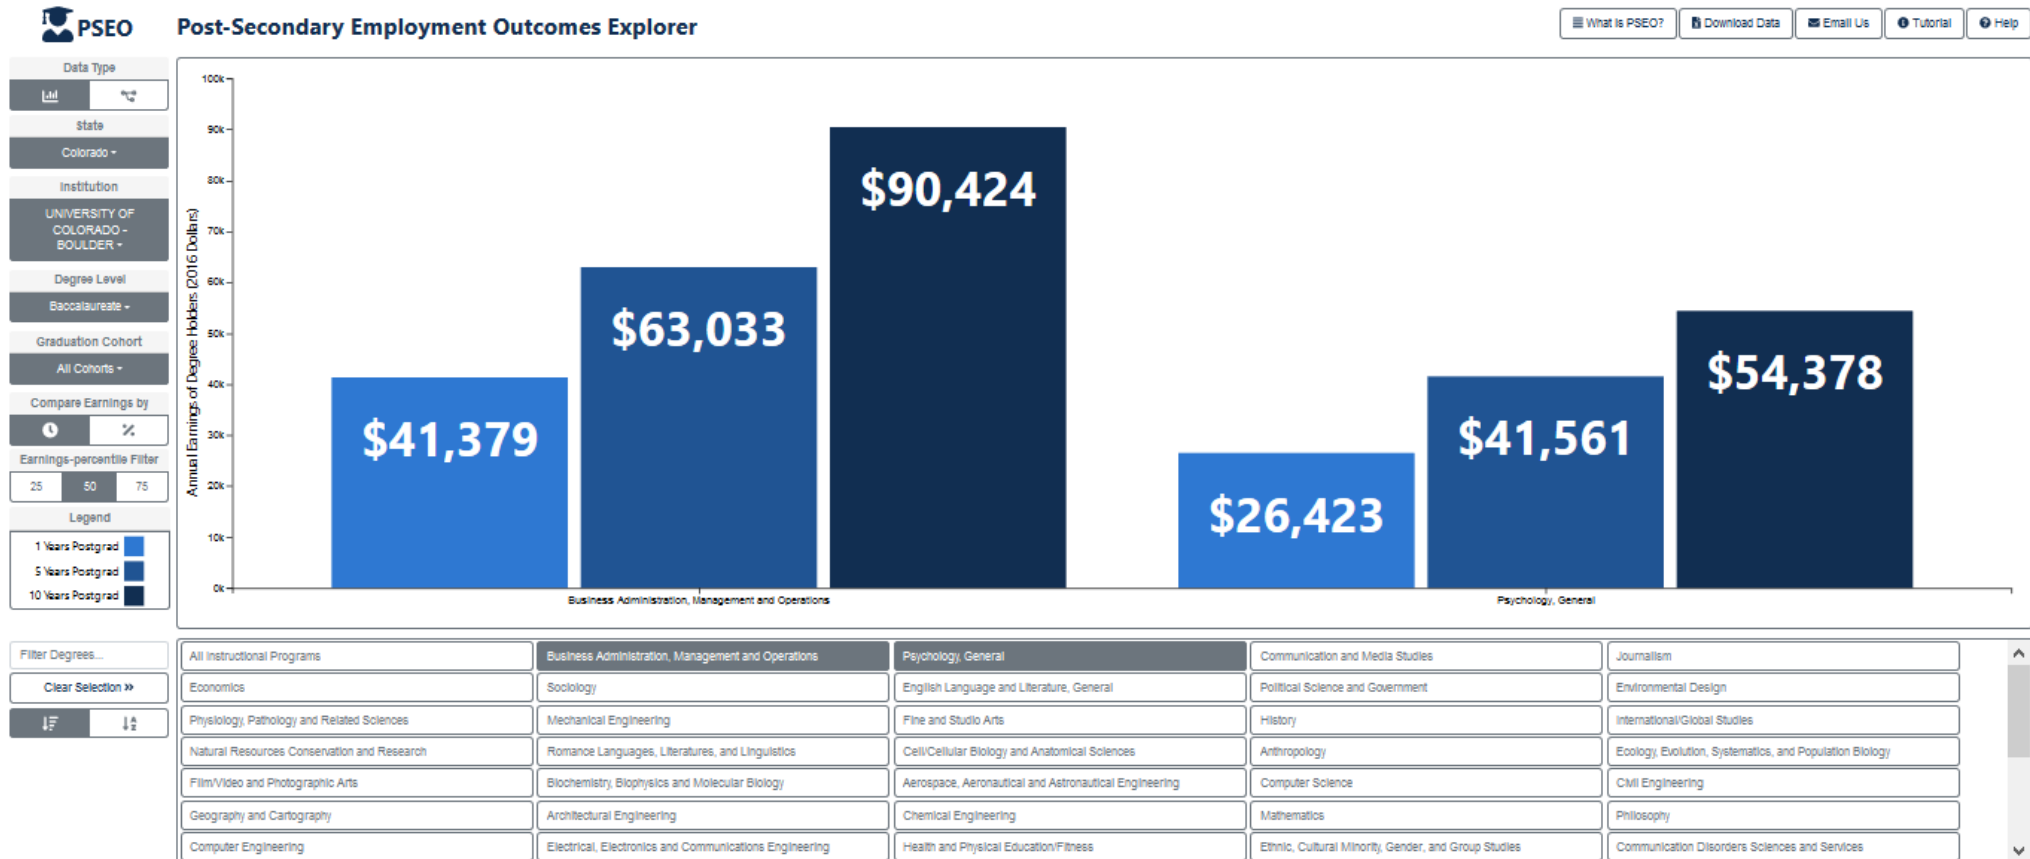 PSEO
Post-Secondary Employment Outcomes Explorer
What is PSEO?
Download Data
Email Us
Tutorial
Help
Data Type
State
Colorado
Institution
UNIVERSITY OF
COLORADO -
BOULDER
Degree Level
Baccalaureate
Graduation Cohort
All Cohorts
Compare Earnings by
Earnings-percentile Filter
25 50 75
Legend
1 Years Postgrad
5 Years Postgrad
10 Years Postgrad
Annual Earnings of Degree Holders (2016 Dollars)
100k
90k
80k
70k
60k
50k
40k
30k
20k
10k
0k
$41,379
$63,033
$90,424
$26,423
$41,561
$54,378
Business Administration, Management and Operations
Psychology, General
Filter Degrees...
Clear Selection »
All Instructional Programs
Business Administration, Management and Operations
Psychology, General
Communication and Media Studies
Journalism
Economics
Sociology
English Language and Literature, General
Political Science and Government
Environmental Design
Physiology, Pathology and Related Sciences
Mechanical Engineering
Fine and Studio Arts
History
International/Global Studies
Natural Resources Conservation and Research
Romance Languages, Literatures, and Linguistics
Cell/Cellular Biology and Anatomical Sciences
Anthropology
Ecology, Evolution, Systematics, and Population Biology
Film/Video and Photographic Arts
Biochemistry, Biophysics and Molecular Biology
Aerospace, Aeronautical and Astronautical Engineering
Computer Science
Civil Engineering
Geography and Cartography
Architectural Engineering
Chemical Engineering
Mathematics
Philosophy
Computer Engineering
Electrical, Electronics and Communications Engineering
Health and Physical Education/Fitness
Ethnic, Cultural Minority, Gender, and Group Studies
Communication Disorders Sciences and Services